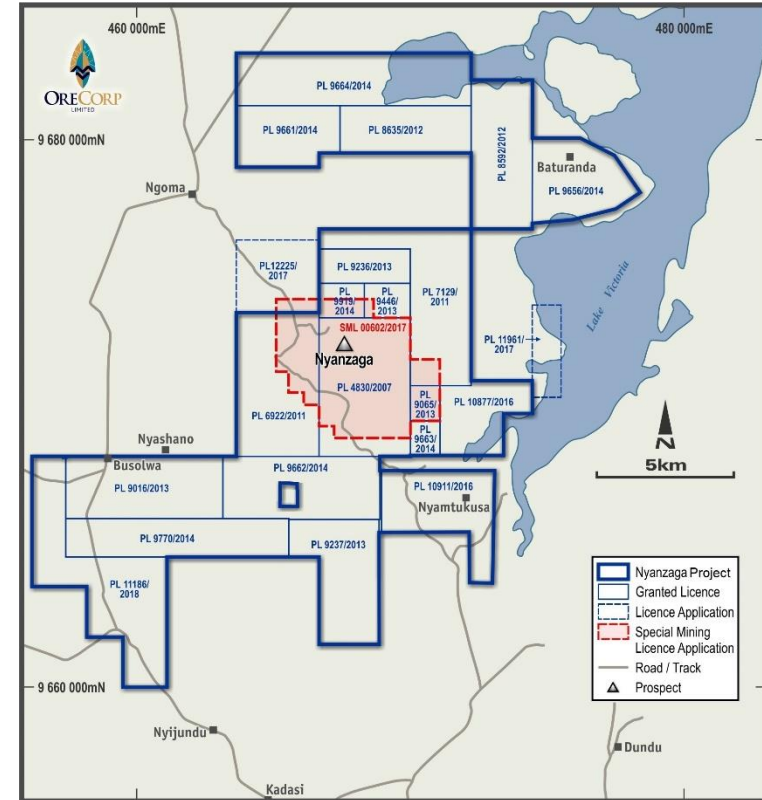 460 000mE
480 000mE
ORECORP
LIMITED
PL 9664/2014
PL 9661/2014
PL 8635/2012
PL 8592/2012
9 680 000mN
Baturanda
PL 9656/2014
Ngoma
PL12225/
2017
PL 9236/2013
PL
9919/
2014
PL
9446/
2013
PL 7129/
2011
Lake Victoria
SML 00602/2017
Nyanzaga
PL 11961/
2017
PL 4830/2007
PL
9065/
2013
PL 10877/2016
PL 6922/2011
PL
9663/
2014
N
5km
Nyashano
Busolwa
PL 9662/2014
PL 9016/2013
PL 10911/2016
Nyamtukusa
PL 9770/2014
PL 9237/2013
PL 11186/
2018
Nyanzaga Project
Granted Licence
Licence Application
Special Mining
Licence Application
Road / Track
Prospect
9 660 000mN
Nyijundu
Dundu
Kadasi